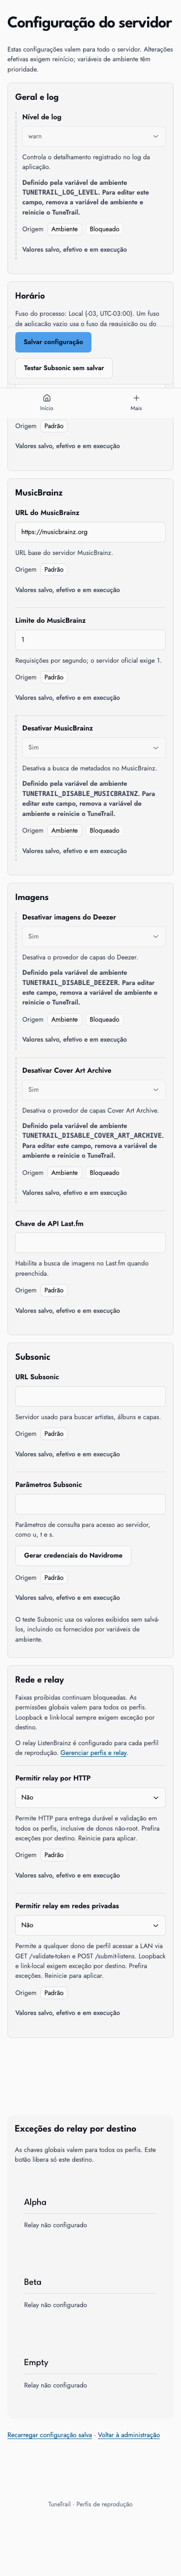 Configuração do servidor
Estas configurações valem para todo o servidor. Alterações
efetivas exigem reinício; variáveis de ambiente têm
prioridade.
Geral e log
Nível de log
warn
Controla o detalhamento registrado no log da
aplicação.
Definido pela variável de ambiente
TUNETRAIL_LOG_LEVEL. Para editar este
campo, remova a variável de ambiente e
reinicie o TuneTrail.
Origem Ambiente Bloqueado
Valores salvo, efetivo e em execução
Horário
Fuso do processo: Local (-03, UTC-03:00). Um fuso
de aplicação vazio usa o fuso da requisição ou do
Salvar configuração
Testar Subsonic sem salvar
Início
Mais
Origem Padrão
Valores salvo, efetivo e em execução
MusicBrainz
URL do MusicBrainz
https://musicbrainz.org
URL base do servidor MusicBrainz.
Origem Padrão
Valores salvo, efetivo e em execução
Limite do MusicBrainz
1
Requisições por segundo; o servidor oficial exige 1.
Origem Padrão
Valores salvo, efetivo e em execução
Desativar MusicBrainz
Sim
Desativa a busca de metadados no MusicBrainz.
Definido pela variável de ambiente
TUNETRAIL_DISABLE_MUSICBRAINZ. Para
editar este campo, remova a variável de
ambiente e reinicie o TuneTrail.
Origem Ambiente Bloqueado
Valores salvo, efetivo e em execução
Imagens
Desativar imagens do Deezer
Sim
Desativa o provedor de capas do Deezer.
Definido pela variável de ambiente
TUNETRAIL_DISABLE_DEEZER. Para editar
este campo, remova a variável de ambiente e
reinicie o TuneTrail.
Origem Ambiente Bloqueado
Valores salvo, efetivo e em execução
Desativar Cover Art Archive
Sim
Desativa o provedor de capas Cover Art Archive.
Definido pela variável de ambiente
TUNETRAIL_DISABLE_COVER_ART_ARCHIVE.
Para editar este campo, remova a variável de
ambiente e reinicie o TuneTrail.
Origem Ambiente Bloqueado
Valores salvo, efetivo e em execução
Chave de API Last.fm
Habilita a busca de imagens no Last.fm quando
preenchida.
Origem Padrão
Valores salvo, efetivo e em execução
Subsonic
URL Subsonic
Servidor usado para buscar artistas, álbuns e capas.
Origem Padrão
Valores salvo, efetivo e em execução
Parâmetros Subsonic
Parâmetros de consulta para acesso ao servidor,
como u, t e s.
Gerar credenciais do Navidrome
Origem Padrão
Valores salvo, efetivo e em execução
O teste Subsonic usa os valores exibidos sem salvá-
los, incluindo os fornecidos por variáveis de
ambiente.
Rede e relay
Faixas proibidas continuam bloqueadas. As
permissões globais valem para todos os perfis.
Loopback e link-local sempre exigem exceção por
destino.
O relay ListenBrainz é configurado para cada perfil
de reprodução. Gerenciar perfis e relay.
Permitir relay por HTTP
Não
Permite HTTP para entrega durável e validação em
todos os perfis, inclusive de donos não-root. Prefira
exceções por destino. Reinicie para aplicar.
Origem Padrão
Valores salvo, efetivo e em execução
Permitir relay em redes privadas
Não
Permite a qualquer dono de perfil acessar a LAN via
GET /validate-token e POST /submit-listens. Loopback
e link-local exigem exceção por destino. Prefira
exceções. Reinicie para aplicar.
Origem Padrão
Valores salvo, efetivo e em execução
Exceções do relay por destino
As chaves globais valem para todos os perfis. Este
botão libera só este destino.
Alpha
Relay não configurado
Beta
Relay não configurado
Empty
Relay não configurado
Recarregar configuração salva · Voltar à administração
TuneTrail · Perfis de reprodução